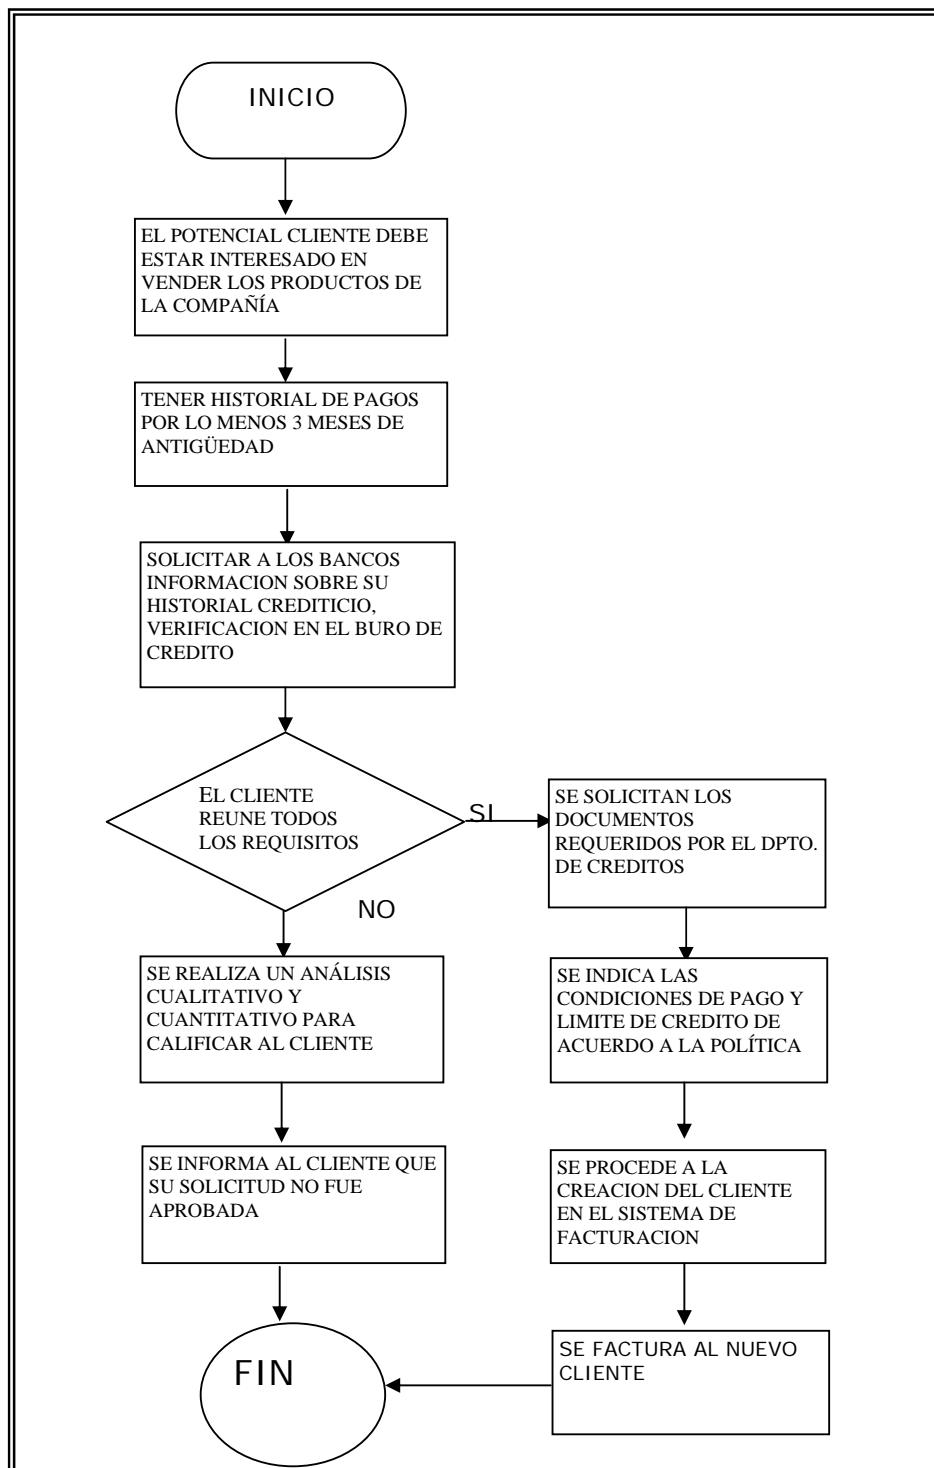 INICIO
EL POTENCIAL CLIENTE DEBE
ESTAR INTERESADO EN
VENDER LOS PRODUCTOS DE
LA COMPAÑÍA
TENER HISTORIAL DE PAGOS
POR LO MENOS 3 MESES DE
ANTIGÜEDAD
SOLICITAR A LOS BANCOS
INFORMACION SOBRE SU
HISTORIAL CREDITICIO,
VERIFICACION EN EL BURO DE
CREDITO
EL CLIENTE
REUNE TODOS
LOS REQUISITOS
SI
SE SOLICITAN LOS
DOCUMENTOS
REQUERIDOS POR EL DPTO.
DE CREDITOS
NO
SE REALIZA UN ANÁLISIS
CUALITATIVO Y
CUANTITATIVO PARA
CALIFICAR AL CLIENTE
SE INDICA LAS
CONDICIONES DE PAGO Y
LIMITE DE CREDITO DE
ACUERDO A LA POLÍTICA
SE INFORMA AL CLIENTE QUE
SU SOLICITUD NO FUE
APROBADA
SE PROCEDE A LA
CREACION DEL CLIENTE
EN EL SISTEMA DE
FACTURACION
SE FACTURA AL NUEVO
CLIENTE
FIN